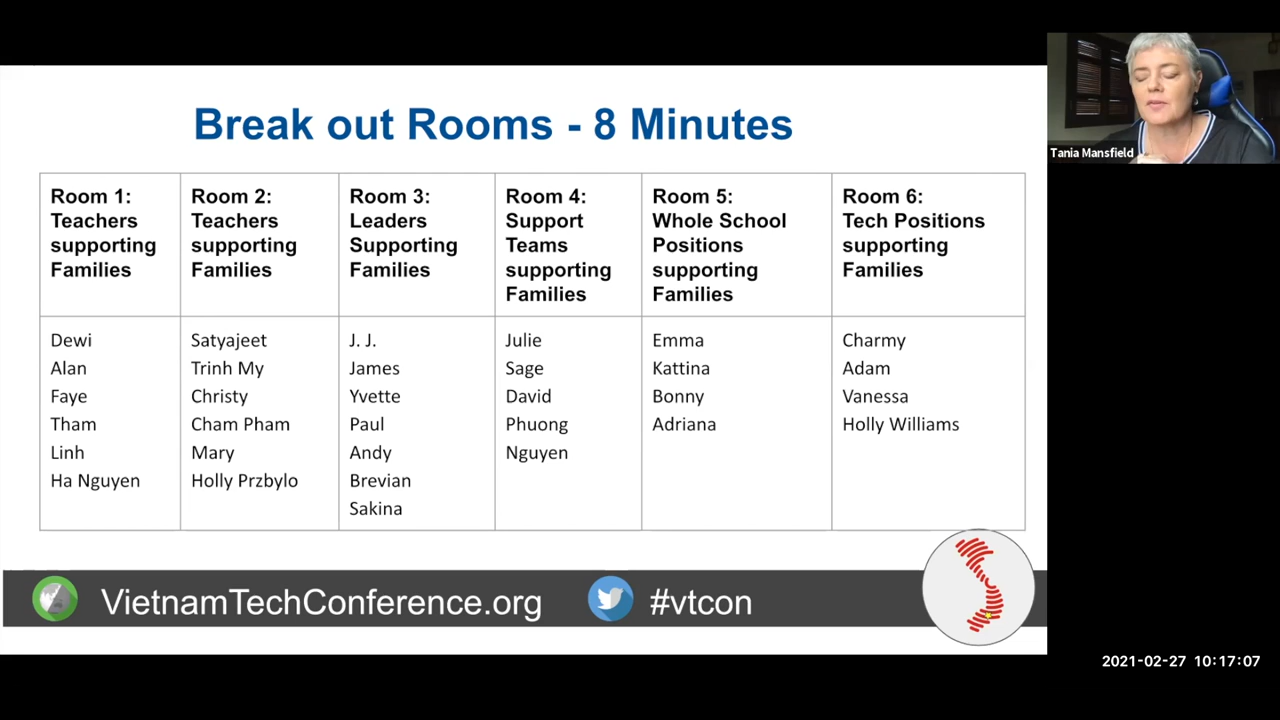 Break out Rooms - 8 Minutes
Tania Mansfield
Room 1:
Teachers
supporting
Families
Room 2:
Teachers
supporting
Families
Room 3:
Leaders
Supporting
Families
Room 4:
Support
Teams
supporting
Families
Room 5:
Whole School
Positions
supporting
Families
Room 6:
Tech Positions
supporting
Families
Dewi
Alan
Faye
Tham
Linh
Ha Nguyen
Satyajeet
Trinh My
Christy
Cham Pham
Mary
Holly Przbylo
J. J.
James
Yvette
Paul
Andy
Brevian
Sakina
Julie
Sage
David
Phuong
Nguyen
Emma
Kattina
Bonny
Adriana
Charmy
Adam
Vanessa
Holly Williams
VietnamTechConference.org
#vtcon
2021-02-27 10:17:07